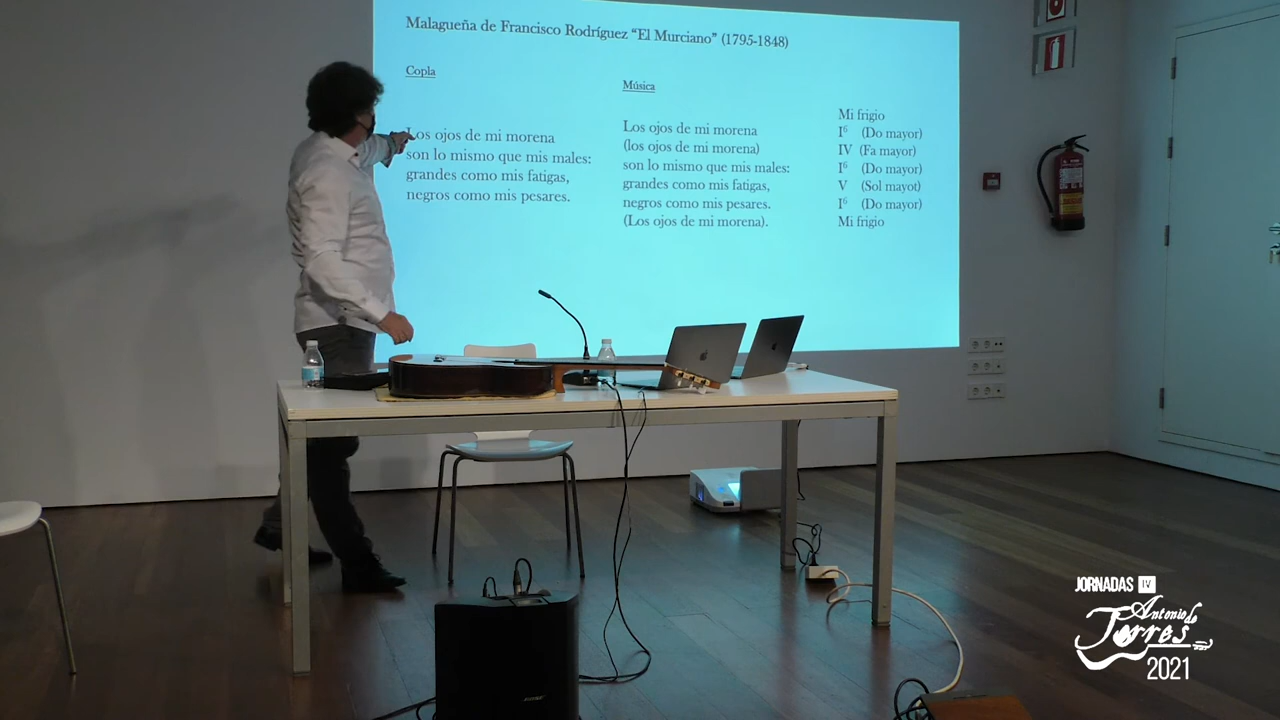 Malagueña de Francisco Rodríguez “El Murciano” (1795-1848)
Copla
Los ojos de mi morena
son lo mismo que mis males:
grandes como mis fatigas,
negros como mis pesares.
Música
Los ojos de mi morena
(los ojos de mi morena)
son lo mismo que mis males:
grandes como mis fatigas,
negros como mis pesares.
(Los ojos de mi morena).
Mi frigio
I⁶ (Do mayor)
IV (Fa mayor)
I⁶ (Do mayor)
V (Sol mayot)
I⁶ (Do mayor)
Mi frigio
JORNADAS IV
Antonio de
Torres
2021